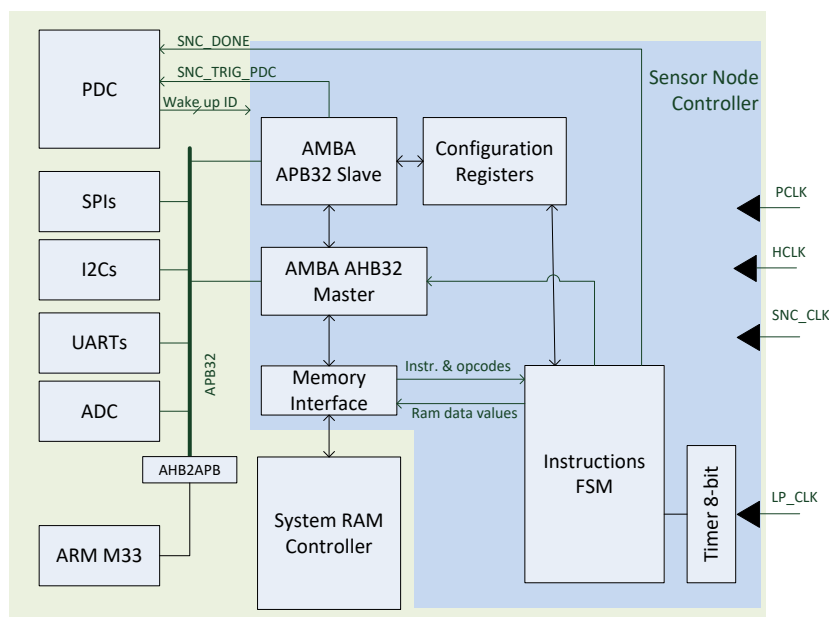 SNC_DONE
SNC_TRIG_PDC
Wake up ID
PDC
Sensor Node
Controller
AMBA
APB32 Slave
Configuration
Registers
SPIs
PCLK
I2Cs
AMBA AHB32
Master
HCLK
SNC_CLK
UARTs
APB32
Memory
Interface
Instr. & opcodes
Ram data values
ADC
AHB2APB
Instructions
FSM
Timer 8-bit
LP_CLK
System RAM
Controller
ARM M33